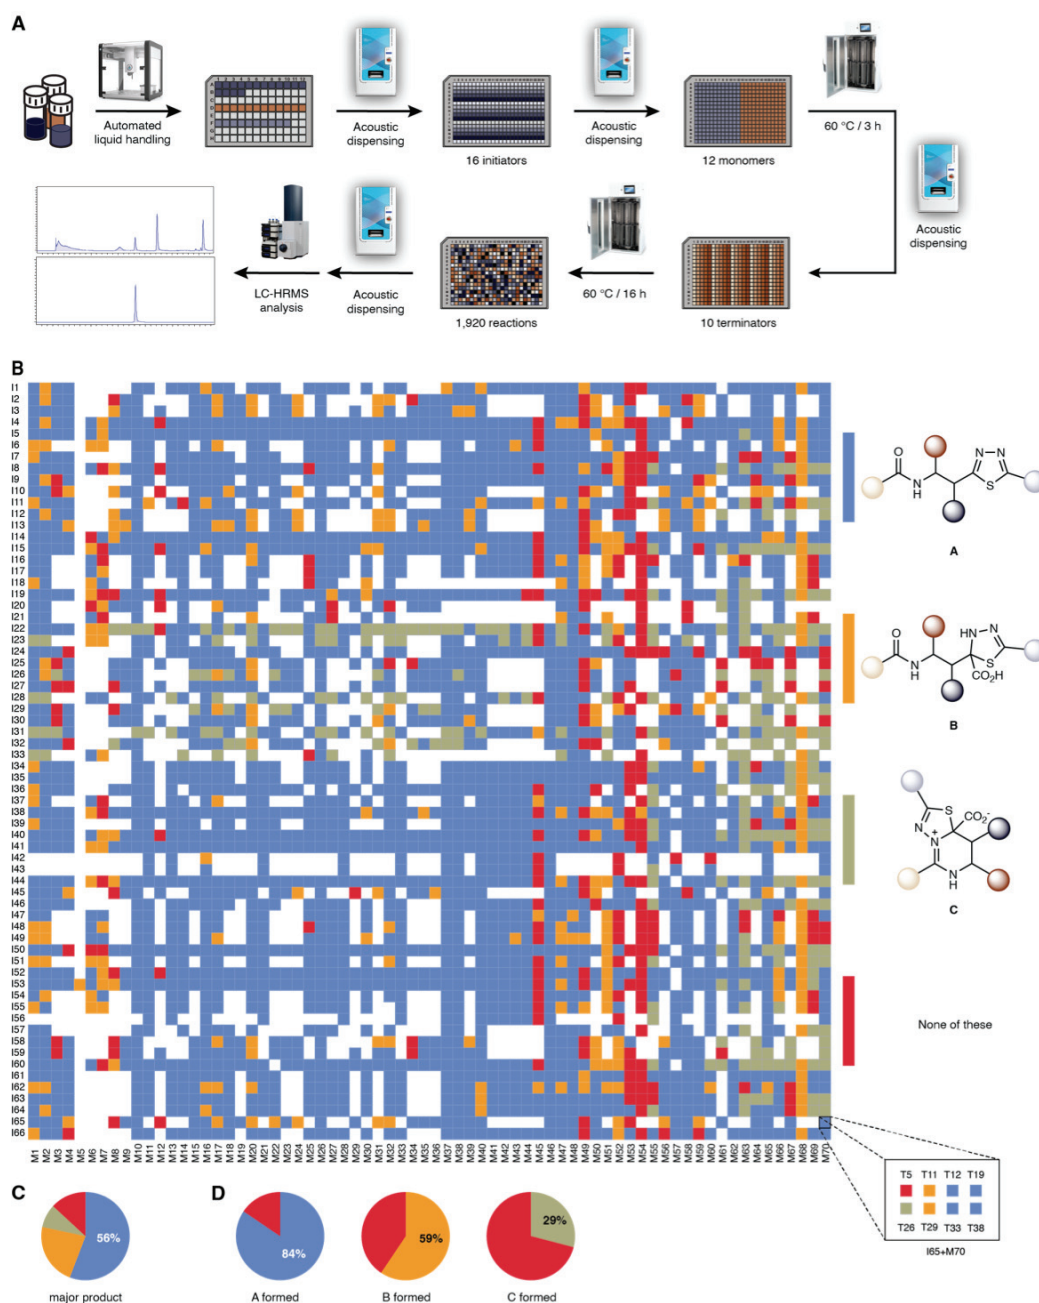 A
Automated
liquid handling
Acoustic
dispensing
16 initiators
Acoustic
dispensing
12 monomers
60 °C / 3 h
Acoustic
dispensing
LC-HRMS
analysis
Acoustic
dispensing
1,920 reactions
60 °C / 16 h
10 terminators
B
I1
I2
I3
I4
I5
I6
I7
I8
I9
I10
I11
I12
I13
I14
I15
I16
I17
I18
I19
I20
I21
I22
I23
I24
I25
I26
I27
I28
I29
I30
I31
I32
I33
I34
I35
I36
I37
I38
I39
I40
I41
I42
I43
I44
I45
I46
I47
I48
I49
I50
I51
I52
I53
I54
I55
I56
I57
I58
I59
I60
I61
I62
I63
I64
I65
I66
M1 M2 M3 M4 M5 M6 M7 M8 M9 M10 M11 M12 M13 M14 M15 M16 M17 M18 M19 M20 M21 M22 M23 M24 M25 M26 M27 M28 M29 M30 M31 M32 M33 M34 M35 M36 M37 M38 M39 M40 M41 M42 M43 M44 M45 M46 M47 M48 M49 M50 M51 M52 M53 M54 M55 M56 M57 M58 M59 M60 M61 M62 M63 M64 M65 M66 M67 M68 M69 M70
O
N
H
N N
S
A
O
N
H
HN N
S
CO2H
B
S
CO2-
N
N+
N
H
C
None of these
T5 T11 T12 T19
T26 T29 T33 T38
I65+M70
C
56%
major product
D
84%
A formed
59%
B formed
29%
C formed